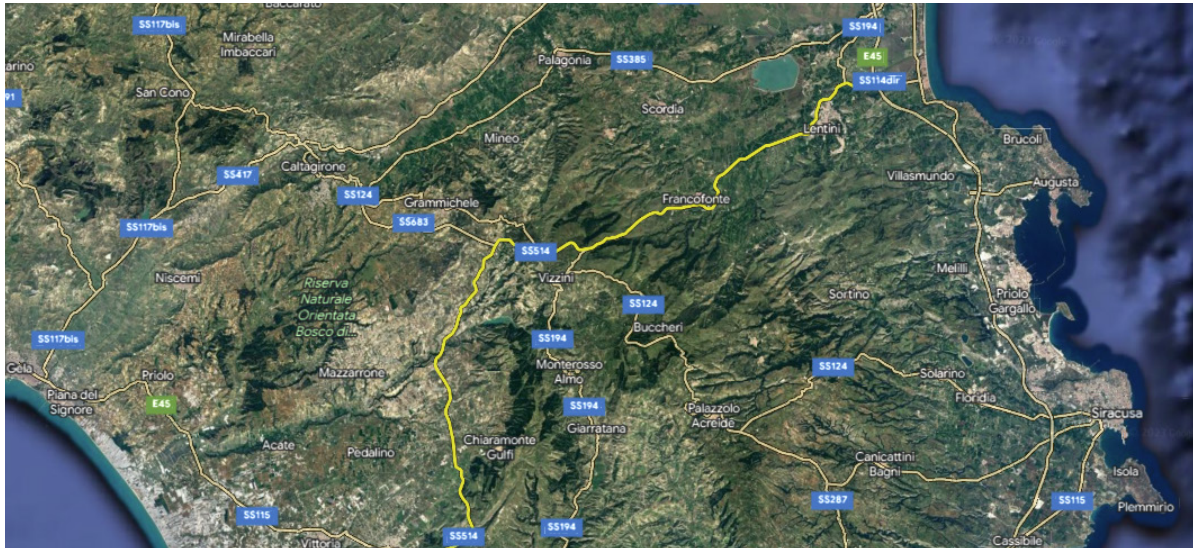 Baccarato
SS117bis
SS194
Mirabella
Imbaccari
E45
Palagonia
SS385
SS114dir
San Cono
Scordia
Lentini
Mineo
Brucoli
Caltagirone
SS417
Villasmundo
Augusta
SS124
Grammichele
Francofonte
SS683
SS117bis
SS514
Niscemi
Vizzini
Melilli
Riserva
Naturale
Orientata
Bosco di...
Sortino
Priolo
Gargallo
SS124
Buccheri
SS117bis
SS194
Gela
Priolo
Mazzarrone
Monterosso
Almo
SS124
Solarino
Piana del
Signore
E45
SS194
Floridia
Palazzolo
Acreide
Siracusa
Giarratana
Acate
Pedalino
Chiaramonte
Gulfi
Canicattini
Bagni
Isola
SS287
SS115
Plemmirio
SS115
Vittoria
SS514
SS194
Cassibile